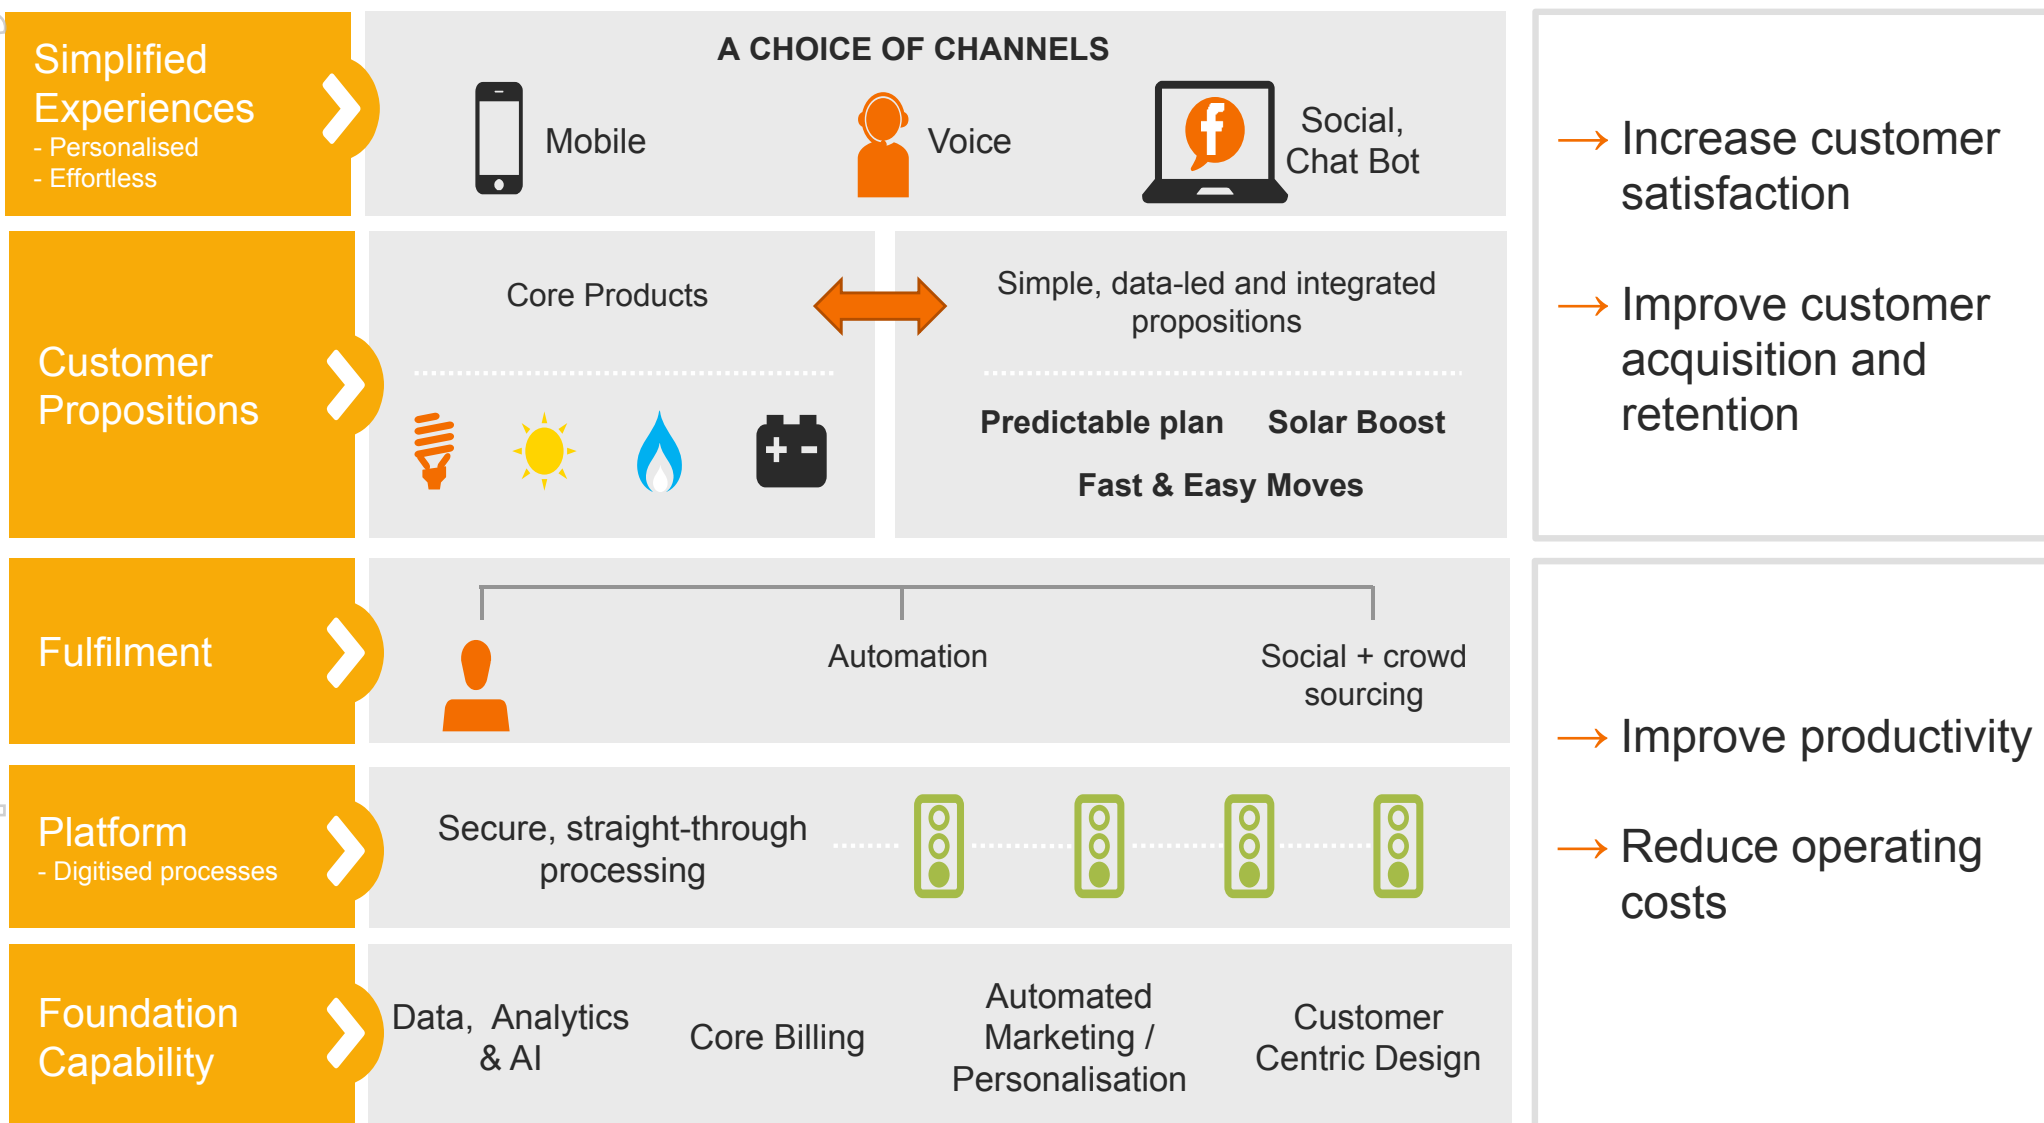 Simplified
Experiences
- Personalised
- Effortless
A CHOICE OF CHANNELS
Mobile
Voice
Social,
Chat Bot
→ Increase customer
satisfaction
→ Improve customer
acquisition and
retention
Customer
Propositions
Core Products
Simple, data-led and integrated
propositions
Predictable plan
Solar Boost
Fast & Easy Moves
Fulfilment
Automation
Social + crowd
sourcing
Platform
- Digitised processes
Secure, straight-through
processing
→ Improve productivity
→ Reduce operating
costs
Foundation
Capability
Data, Analytics
& AI
Core Billing
Automated
Marketing /
Personalisation
Customer
Centric Design